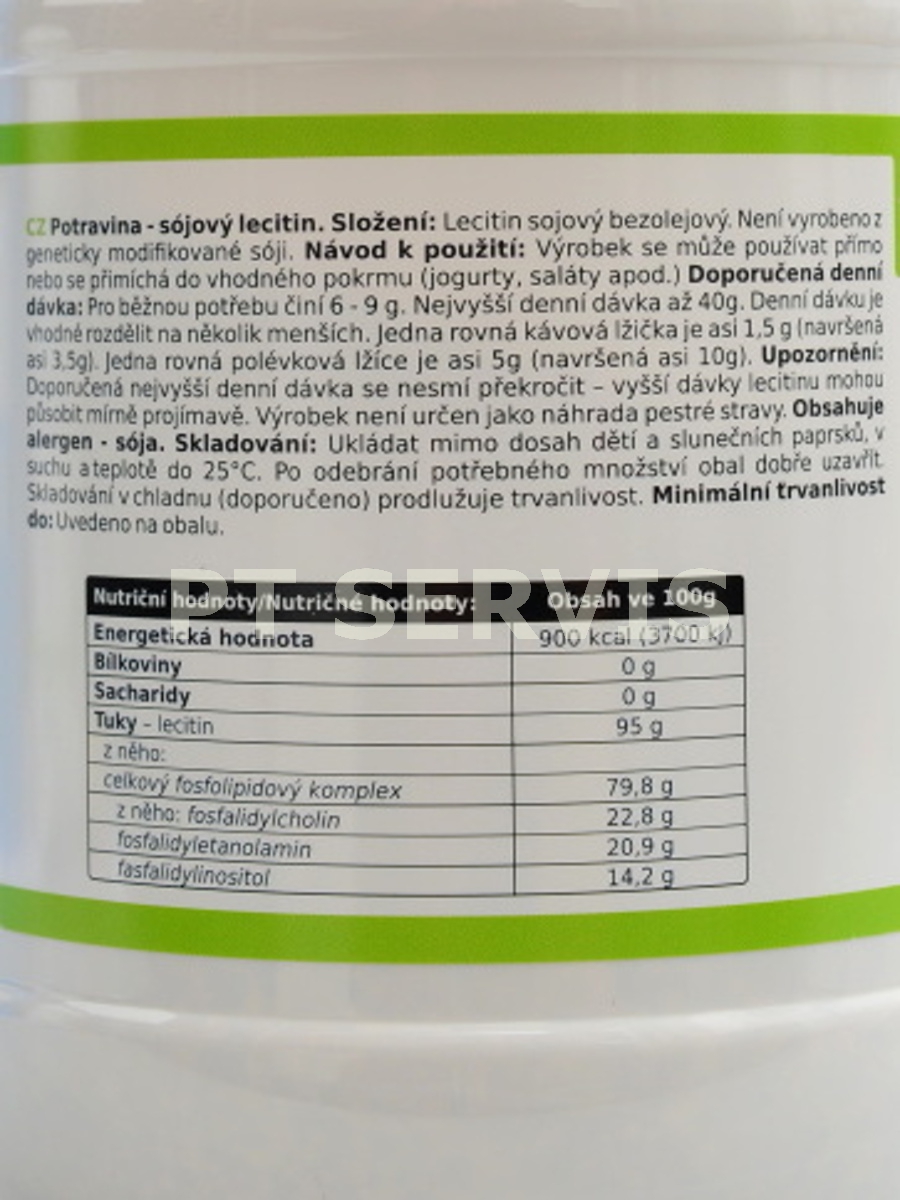 CZ Potravina - sójový lecitin. Složení: Lecitin sojový bezolejový. Není vyrobeno z
geneticky modifikované sóji. Návod k použití: Výrobek se může používat přímo
nebo se přimíchá do vhodného pokrmu (jogurty, saláty apod.) Doporučená denní
dávka: Pro běžnou potřebu činí 6 - 9 g. Nejvyšší denní dávka až 40g. Denní dávku je
vhodné rozdělit na několik menších. Jedna rovná kávová lžička je asi 1,5 g (navršená
asi 3,5g). Jedna rovná polévková lžíce je asi 5g (navršená asi 10g). Upozornění:
Doporučená nejvyšší denní dávka se nesmí překročit – vyšší dávky lecitinu mohou
působit mírně projímavě. Výrobek není určen jako náhrada pestré stravy. Obsahuje
alergen - sója. Skladování: Ukládat mimo dosah dětí a slunečních paprsků, v
suchu a teplotě do 25°C. Po odebrání potřebného množství obal dobře uzavřít.
Skladování v chladnu (doporučeno) prodlužuje trvanlivost. Minimální trvanlivost
do: Uvedeno na obalu.
PT SERVIS
Nutriční hodnoty/Nutričné hodnoty: Obsah ve 100g
Energetická hodnota 900 kcal (3700 kj)
Bílkoviny 0 g
Sacharidy 0 g
Tuky – lecitin 95 g
z něho:
celkový fosfolipidový komplex 79,8 g
z něho: fosfalidylcholin 22,8 g
fosfalidyletanolamin 20,9 g
fasfalidylinositol 14,2 g